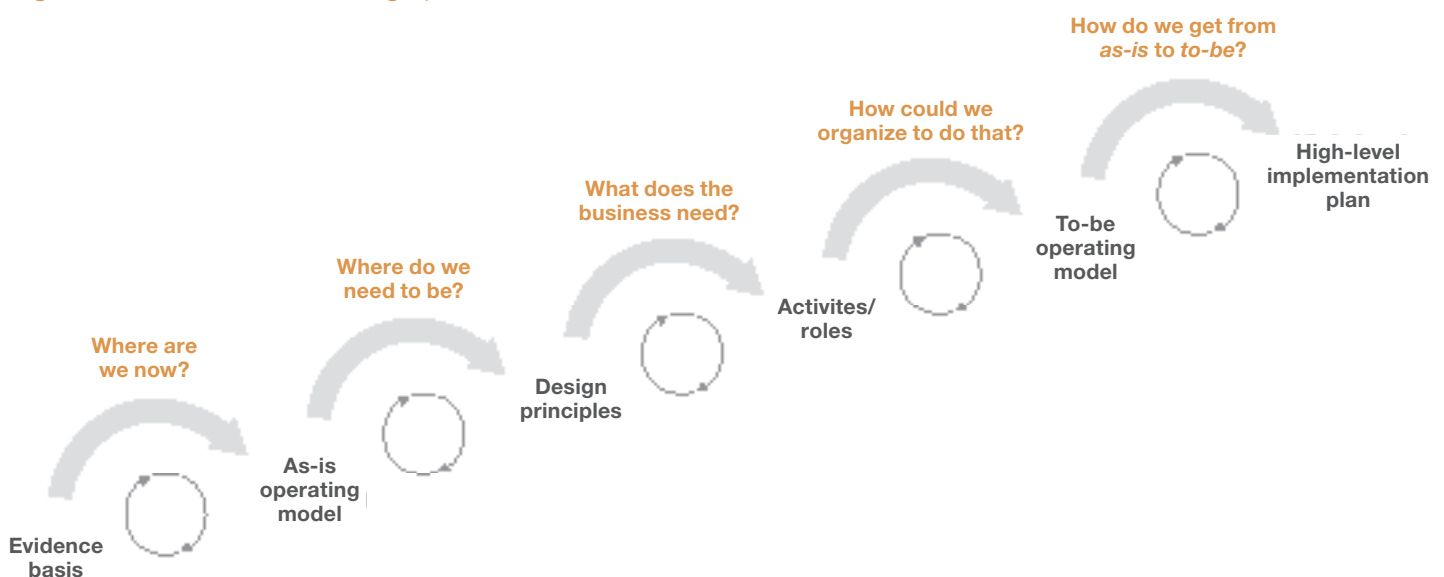 How do we get from
as-is to to-be?
How could we
organize to do that?
High-level
implementation
plan
What does the
business need?
To-be
operating
model
Where do we
need to be?
Activites/
roles
Where are
we now?
Design
principles
As-is
operating
model
Evidence
basis